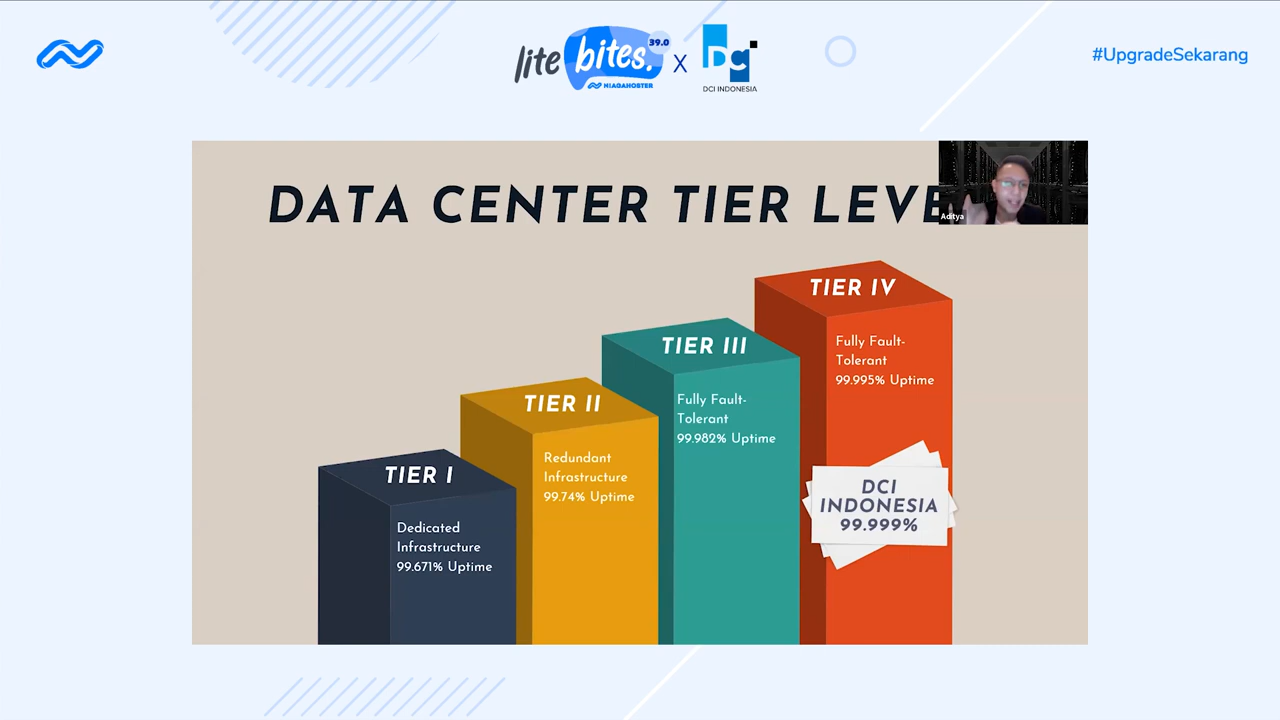 lite bites. 39.0
NIAGAHOSTER
X
DCI
DCI INDONESIA
#UpgradeSekarang
DATA CENTER TIER LEVE
Aditya
TIER IV
Fully Fault-
Tolerant
99.995% Uptime
TIER III
Fully Fault-
Tolerant
99.982% Uptime
TIER II
Redundant
Infrastructure
99.74% Uptime
TIER I
Dedicated
Infrastructure
99.671% Uptime
DCI
INDONESIA
99.999%